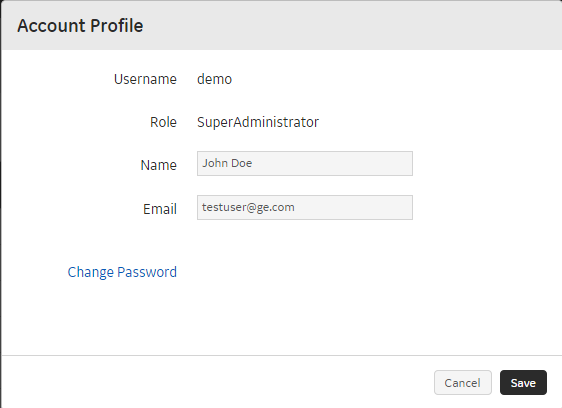 Account Profile
Username demo
Role SuperAdministrator
Name John Doe
Email testuser@ge.com
Change Password
Cancel Save